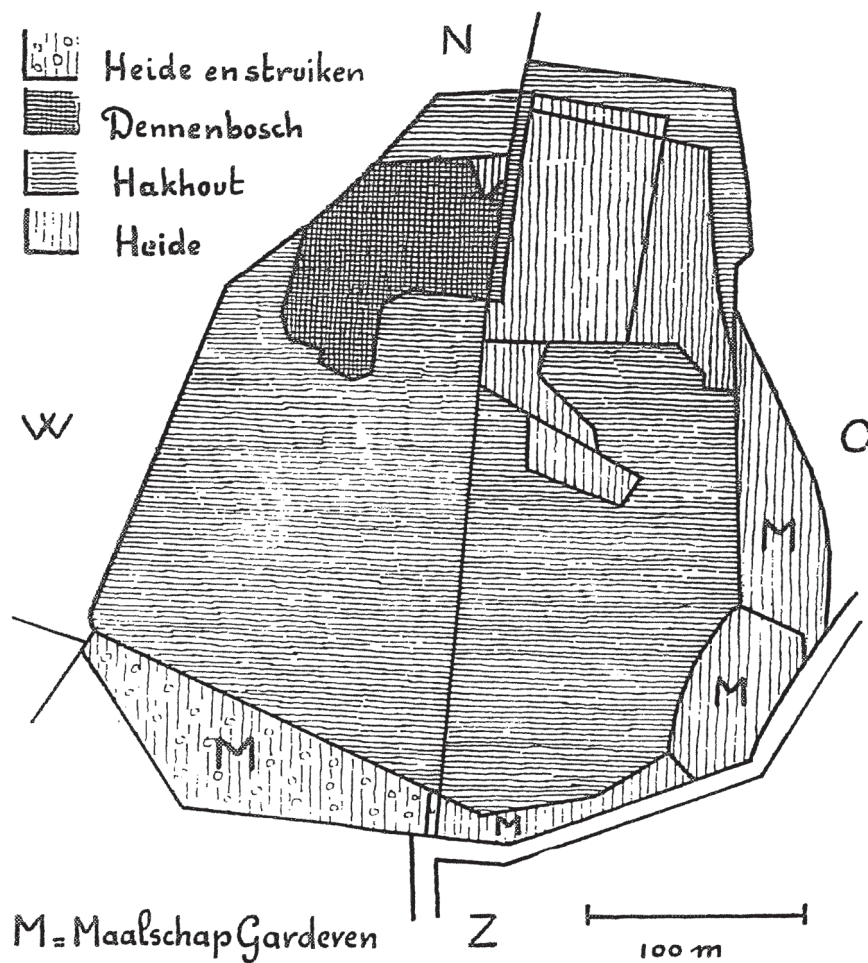 N
Heide en struiken
Dennenbosch
Hakhout
Heide
W
O
M
M
M
M
M = Maalschap Garderen
Z
100 m